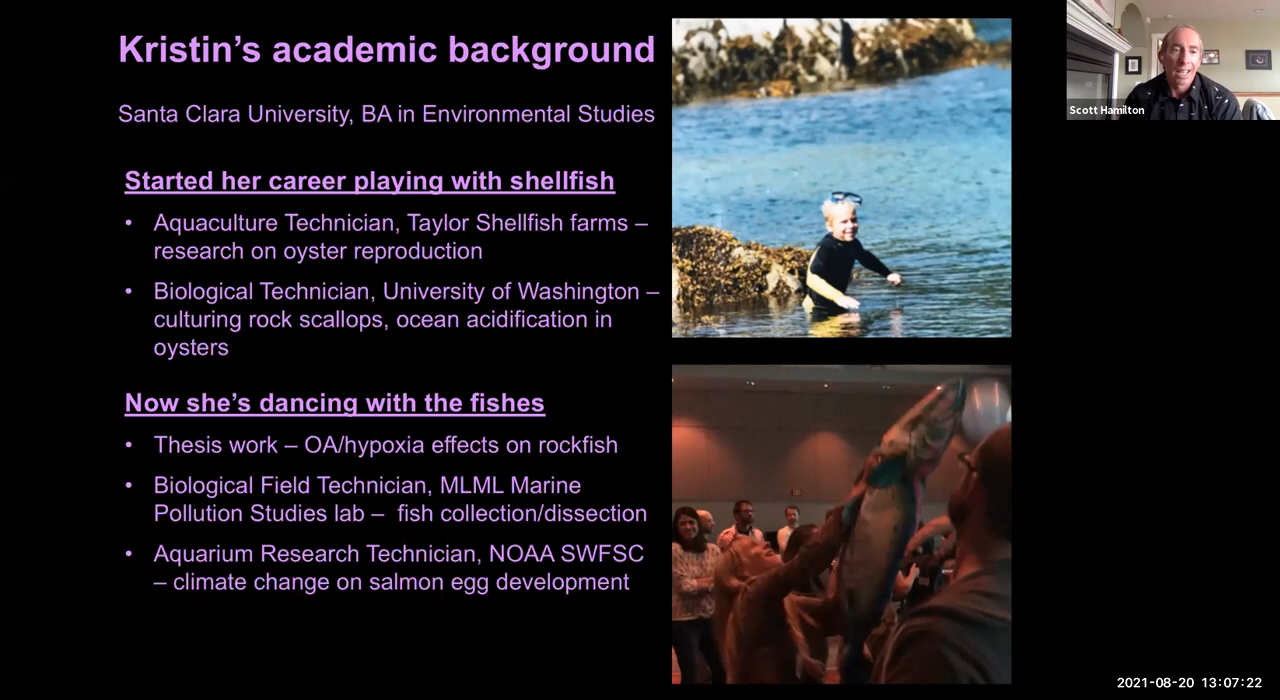 Kristin's academic background
Santa Clara University, BA in Environmental Studies
Started her career playing with shellfish
• Aquaculture Technician, Taylor Shellfish farms –
research on oyster reproduction
• Biological Technician, University of Washington –
culturing rock scallops, ocean acidification in
oysters
Now she's dancing with the fishes
• Thesis work – OA/hypoxia effects on rockfish
• Biological Field Technician, MLML Marine
Pollution Studies lab –  fish collection/dissection
• Aquarium Research Technician, NOAA SWFSC
– climate change on salmon egg development
Scott Hamilton
2021-08-20 13:07:22